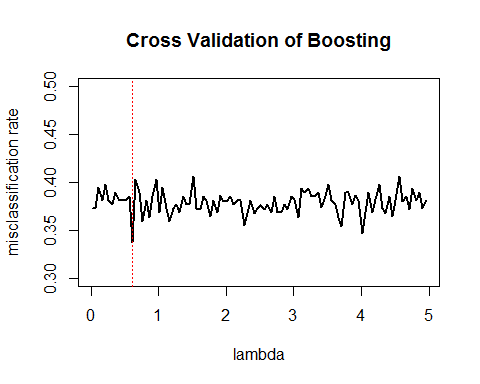 Cross Validation of Boosting
misclassification rate
0.50
0.45
0.40
0.35
0.30
0 1 2 3 4 5
lambda